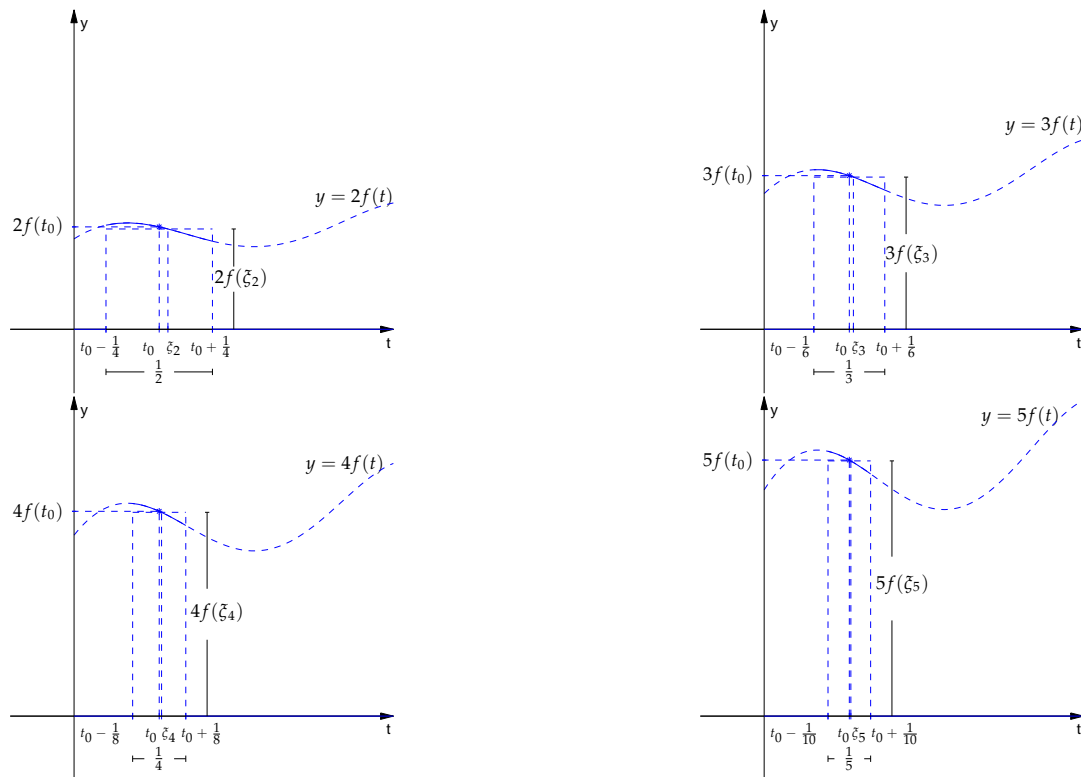 y
y = 2f(t)
2f(t₀)
2f(ξ₂)
t₀ − 1/4 t₀ ξ₂ t₀ + 1/4 t
1/2
y
y = 3f(t)
3f(t₀)
3f(ξ₃)
t₀ − 1/6 t₀ ξ₃ t₀ + 1/6 t
1/3
y
y = 4f(t)
4f(t₀)
4f(ξ₄)
t₀ − 1/8 t₀ ξ₄ t₀ + 1/8 t
1/4
y
y = 5f(t)
5f(t₀)
5f(ξ₅)
t₀ − 1/10 t₀ ξ₅ t₀ + 1/10 t
1/5